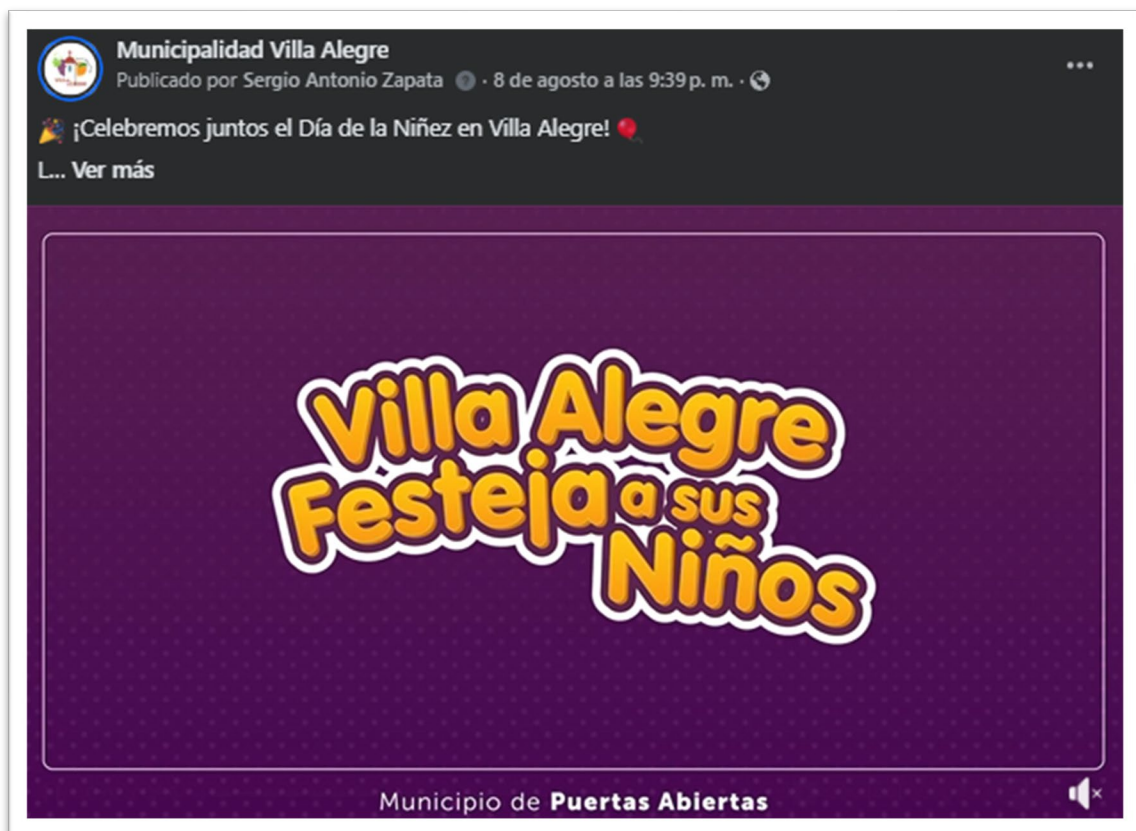 Municipalidad Villa Alegre
Publicado por Sergio Antonio Zapata · 8 de agosto a las 9:39 p. m. ·
🎉 ¡Celebremos juntos el Día de la Niñez en Villa Alegre! 🎈
L... Ver más
Villa Alegre
Festeja a sus
Niños
Municipio de Puertas Abiertas